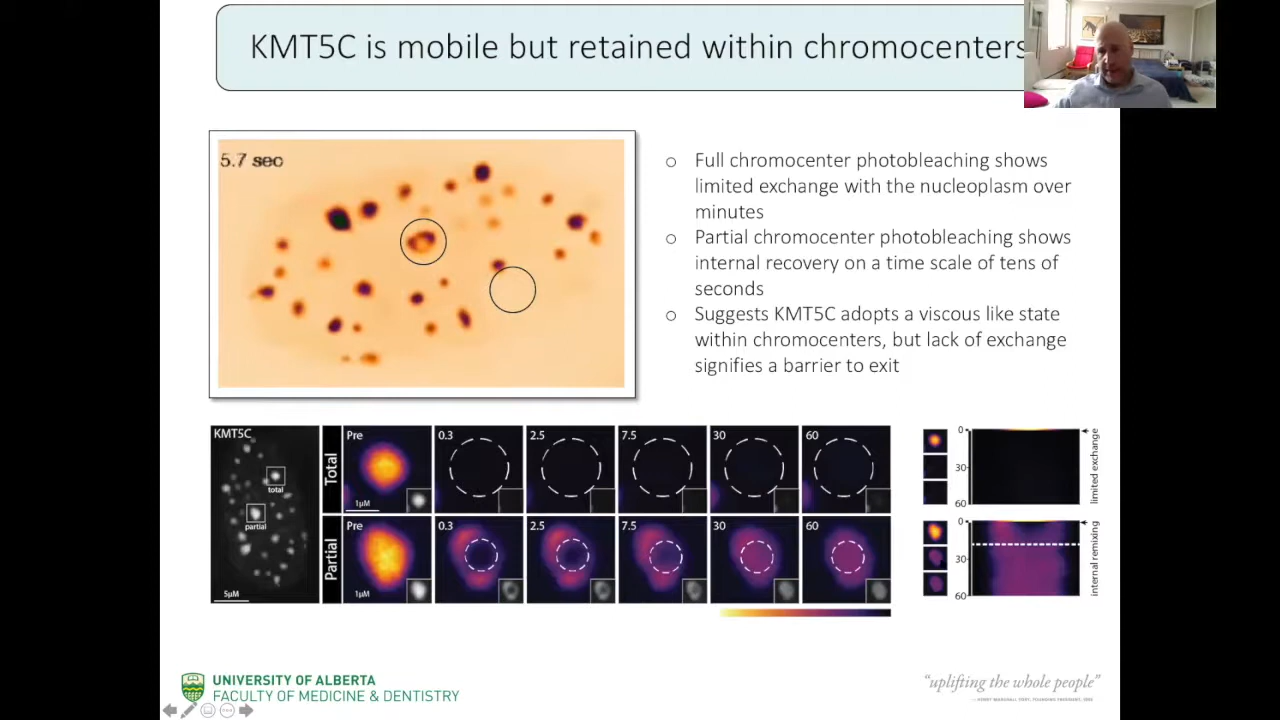 KMT5C is mobile but retained within chromocenters
5.7 sec
o Full chromocenter photobleaching shows
limited exchange with the nucleoplasm over
minutes
o Partial chromocenter photobleaching shows
internal recovery on a time scale of tens of
seconds
o Suggests KMT5C adopts a viscous like state
within chromocenters, but lack of exchange
signifies a barrier to exit
KMT5C
total
partial
5μM
Total
Pre
1μM
0.3
2.5
7.5
30
60
Partial
Pre
1μM
0.3
2.5
7.5
30
60
0
30
60
limited exchange
0
30
60
internal remixing
UNIVERSITY OF ALBERTA
FACULTY OF MEDICINE & DENTISTRY
“uplifting the whole people”